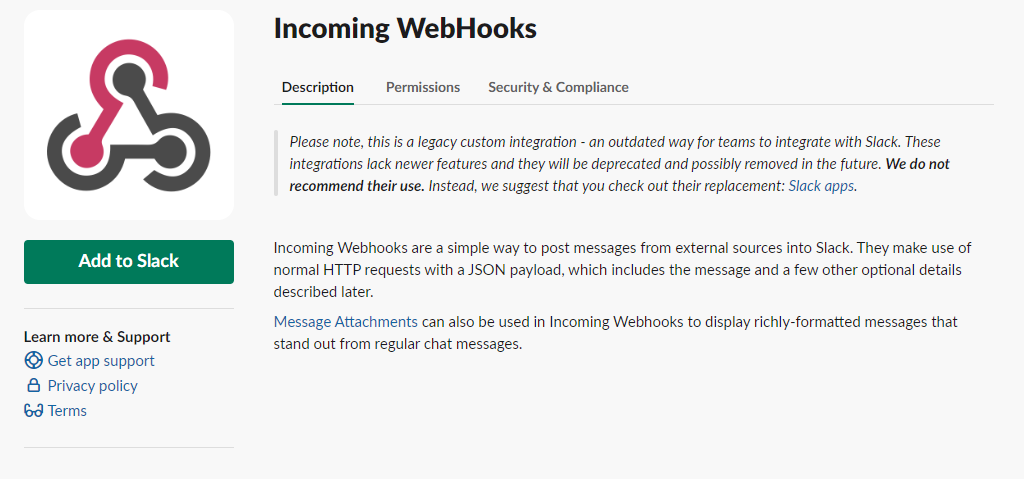 Incoming WebHooks
Description Permissions Security & Compliance
Please note, this is a legacy custom integration - an outdated way for teams to integrate with Slack. These
integrations lack newer features and they will be deprecated and possibly removed in the future. We do not
recommend their use. Instead, we suggest that you check out their replacement: Slack apps.
Add to Slack
Incoming Webhooks are a simple way to post messages from external sources into Slack. They make use of
normal HTTP requests with a JSON payload, which includes the message and a few other optional details
described later.
Message Attachments can also be used in Incoming Webhooks to display richly-formatted messages that
stand out from regular chat messages.
Learn more & Support
Get app support
Privacy policy
Terms